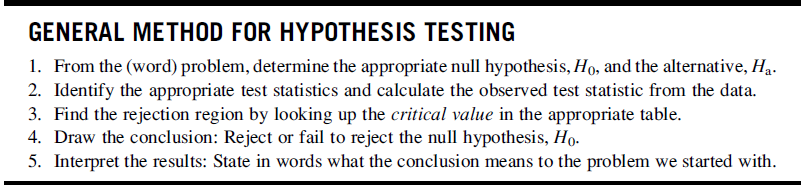 GENERAL METHOD FOR HYPOTHESIS TESTING
1. From the (word) problem, determine the appropriate null hypothesis, H₀, and the alternative, Hₐ.
2. Identify the appropriate test statistics and calculate the observed test statistic from the data.
3. Find the rejection region by looking up the critical value in the appropriate table.
4. Draw the conclusion: Reject or fail to reject the null hypothesis, H₀.
5. Interpret the results: State in words what the conclusion means to the problem we started with.